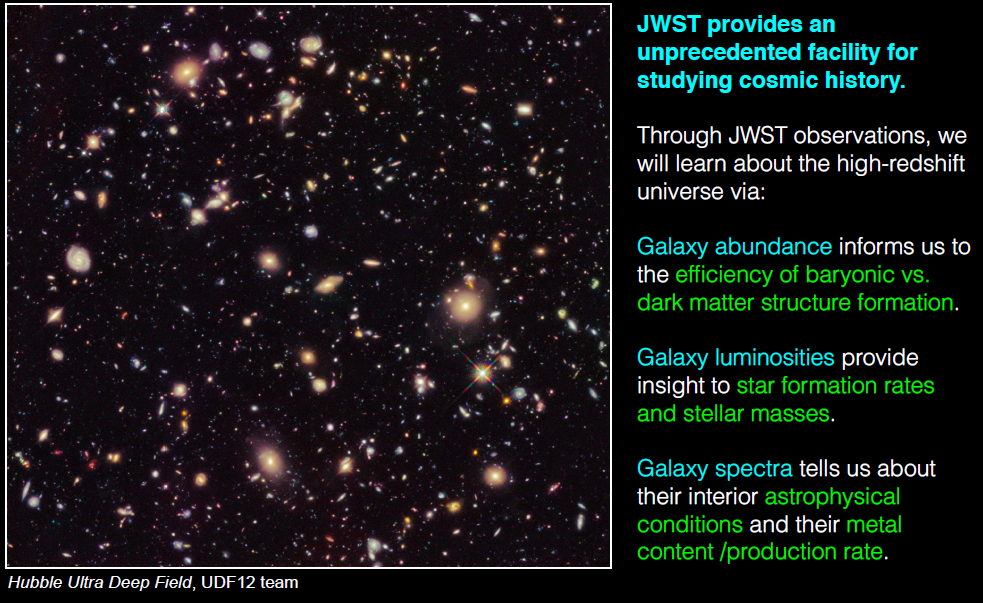 JWST provides an
unprecedented facility for
studying cosmic history.
Through JWST observations, we
will learn about the high-redshift
universe via:
Galaxy abundance informs us to
the efficiency of baryonic vs.
dark matter structure formation.
Galaxy luminosities provide
insight to star formation rates
and stellar masses.
Galaxy spectra tells us about
their interior astrophysical
conditions and their metal
content /production rate.
Hubble Ultra Deep Field, UDF12 team